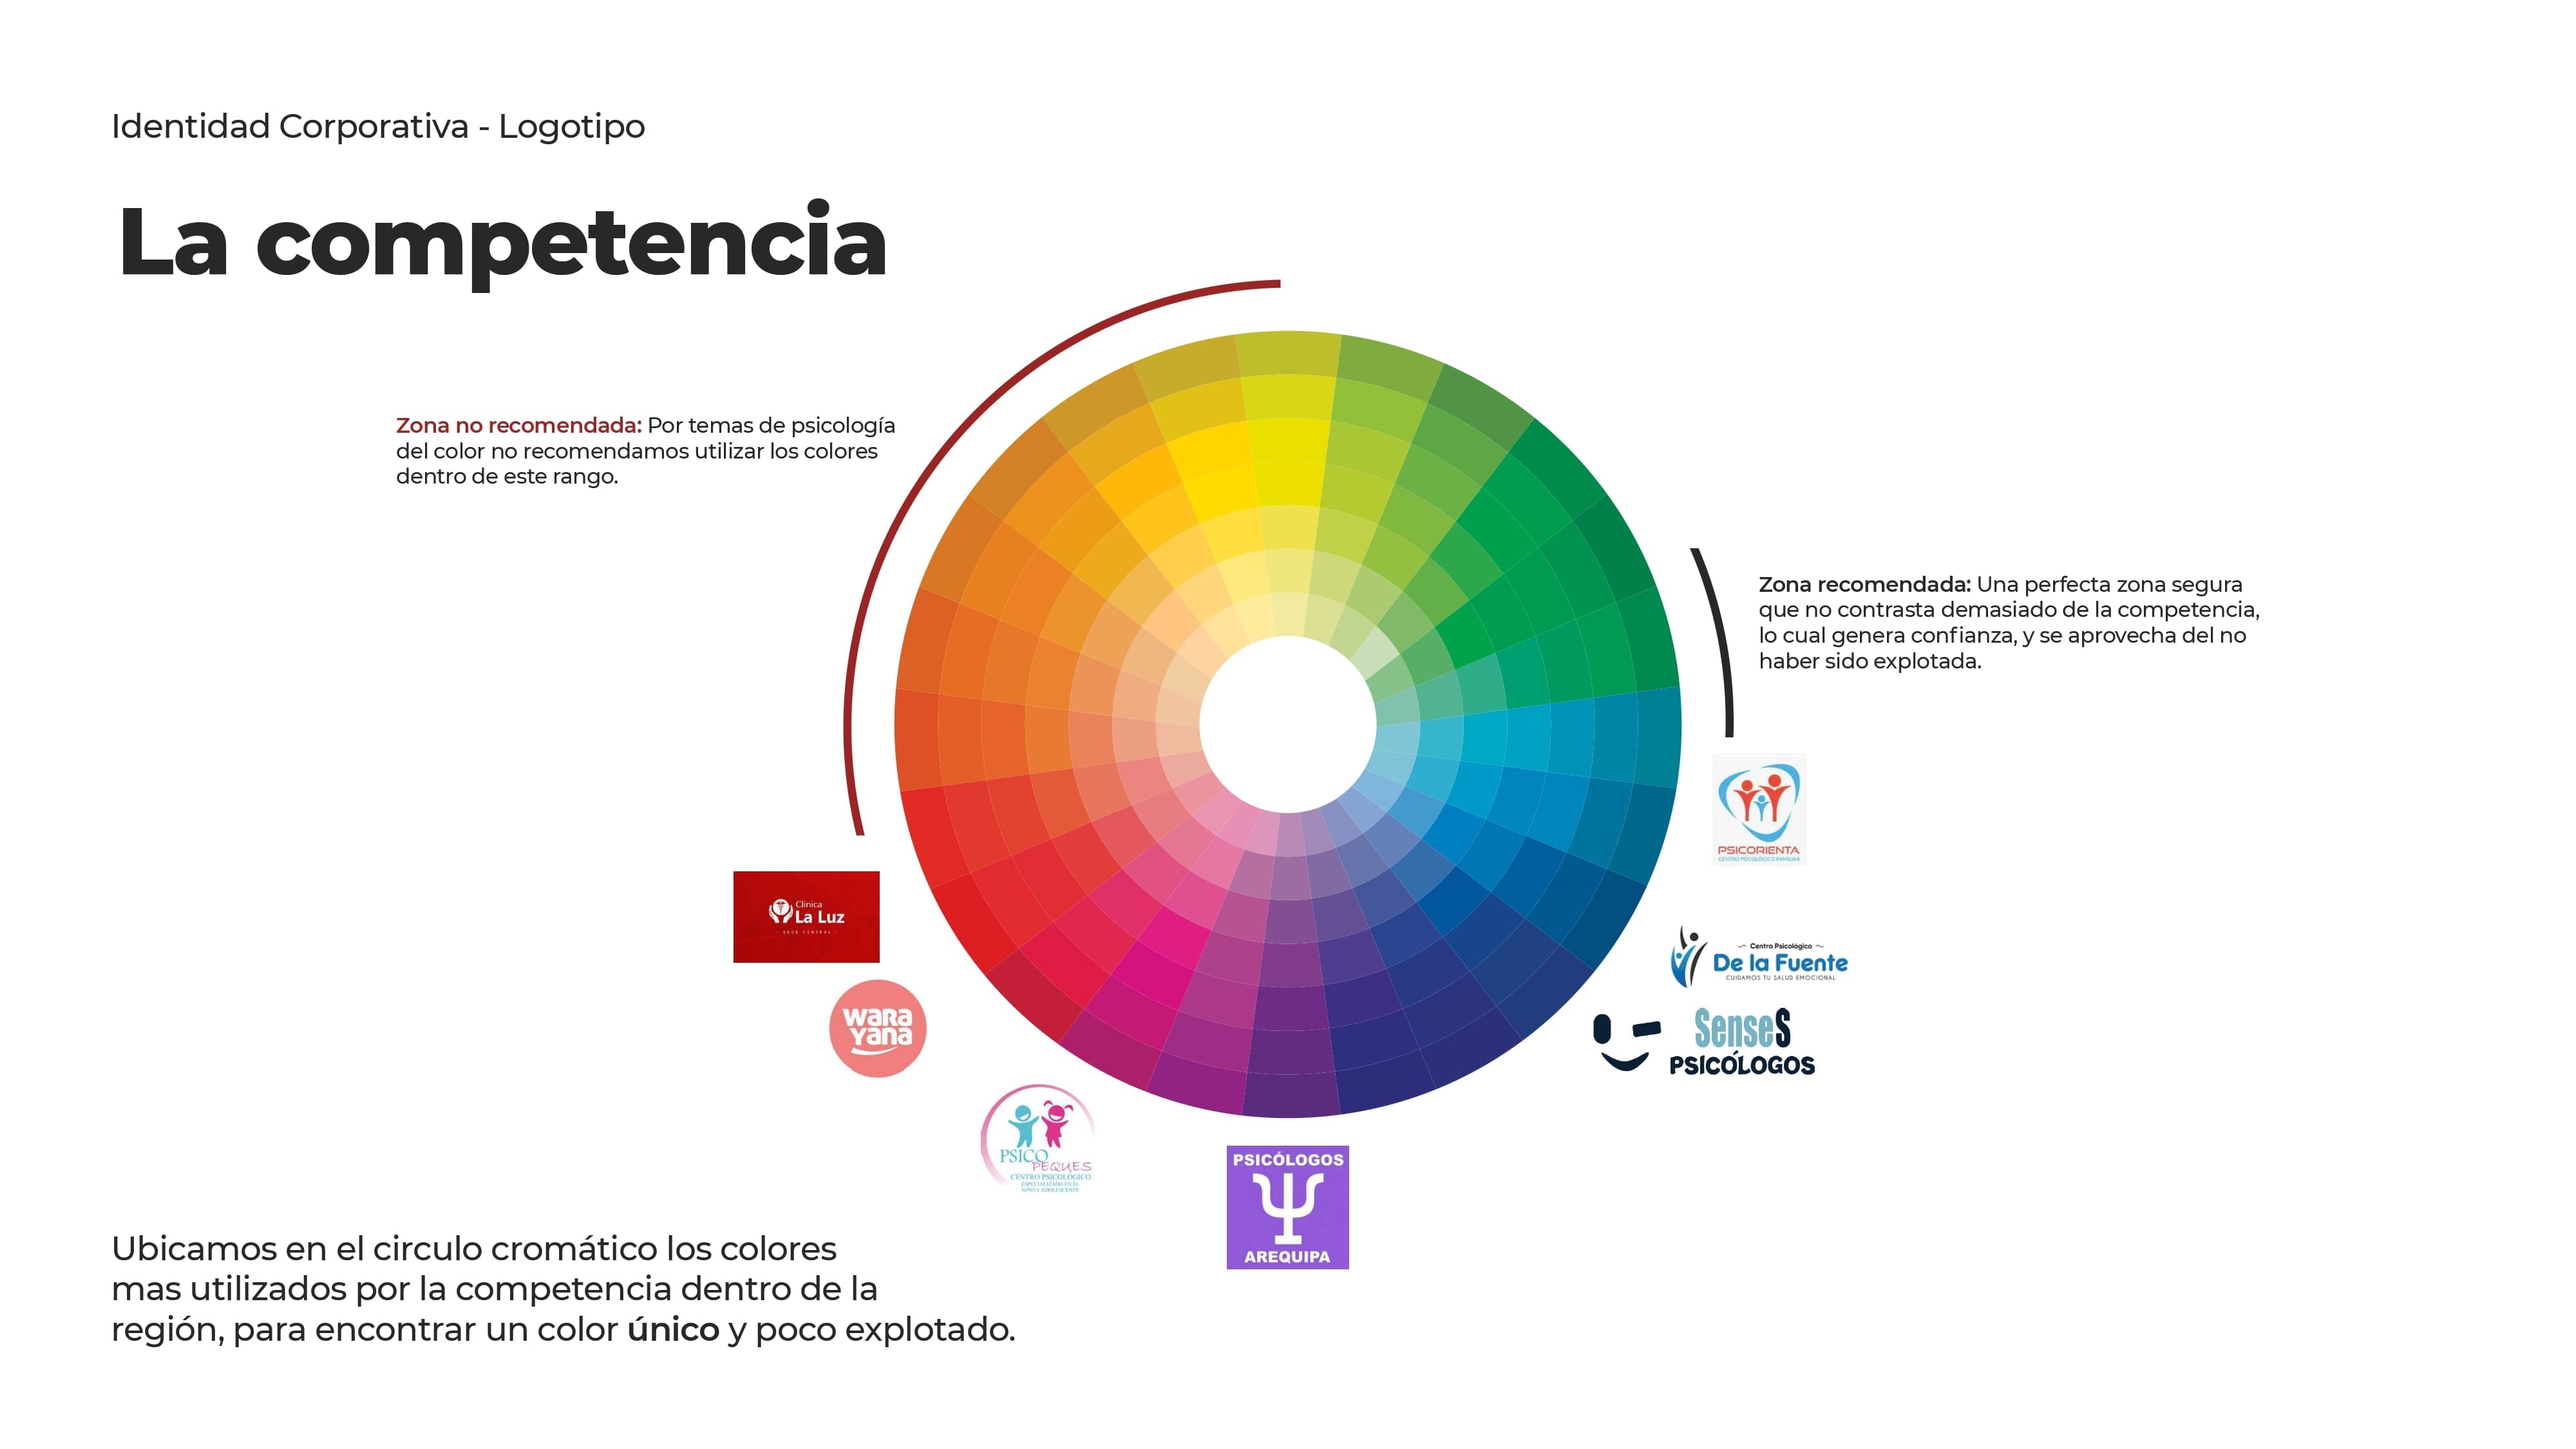 Identidad Corporativa - Logotipo
La competencia
Zona no recomendada: Por temas de psicología
del color no recomendamos utilizar los colores
dentro de este rango.
Zona recomendada: Una perfecta zona segura
que no contrasta demasiado de la competencia,
lo cual genera confianza, y se aprovecha del no
haber sido explotada.
PSICORIENTA
CENTRO PSICOLÓGICO FAMILIAR
Clínica
La Luz
- SEDE CENTRAL -
Centro Psicológico
De la Fuente
CUIDAMOS TU SALUD EMOCIONAL
waRa
Yana
SenseS
PSICÓLOGOS
PSICO
PEQUES
CENTRO PSICOLÓGICO
ESPECIALIZADO EN EL
NIÑO Y ADOLESCENTE
PSICÓLOGOS
Ψ
AREQUIPA
Ubicamos en el circulo cromático los colores
mas utilizados por la competencia dentro de la
región, para encontrar un color único y poco explotado.